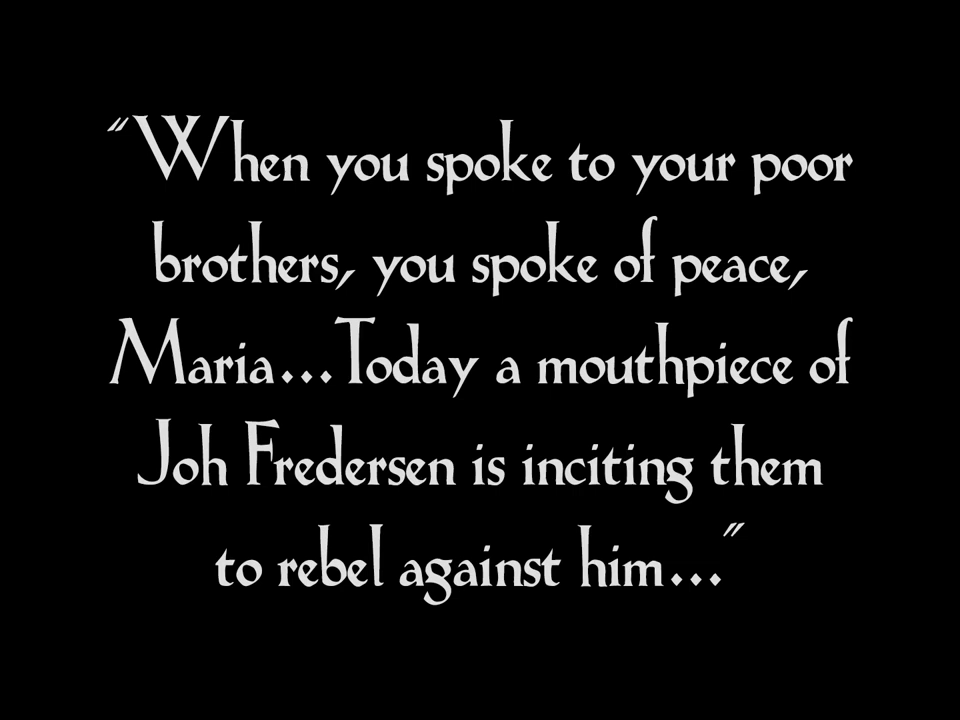 "When you spoke to your poor
brothers, you spoke of peace,
Maria...Today a mouthpiece of
Joh Fredersen is inciting them
to rebel against him..."